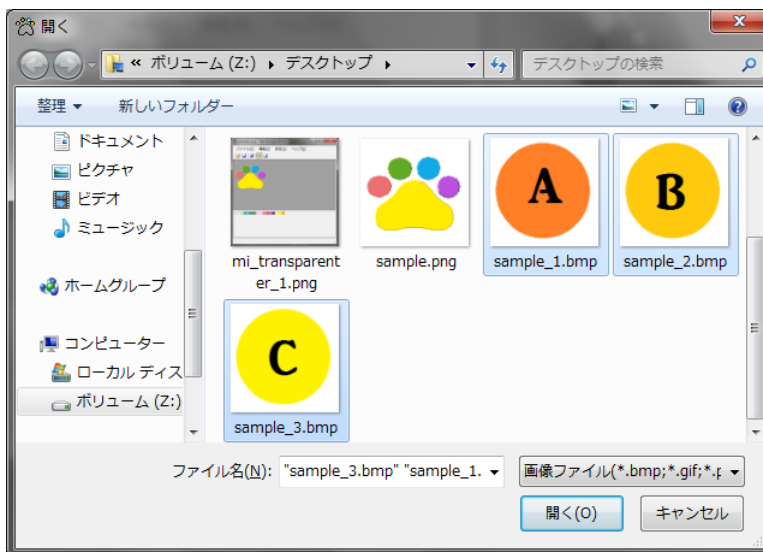 開く
« ボリューム (Z:) デスクトップ
デスクトップの検索
整理 新しいフォルダー
ドキュメント
ピクチャ
ビデオ
ミュージック
ホームグループ
コンピューター
ローカル ディス
ボリューム (Z:)
A
B
mi_transparent
er_1.png
sample.png
sample_1.bmp
sample_2.bmp
C
sample_3.bmp
ファイル名(N): "sample_3.bmp" "sample_1.
画像ファイル(*.bmp;*.gif;*.p
開く(O)
キャンセル